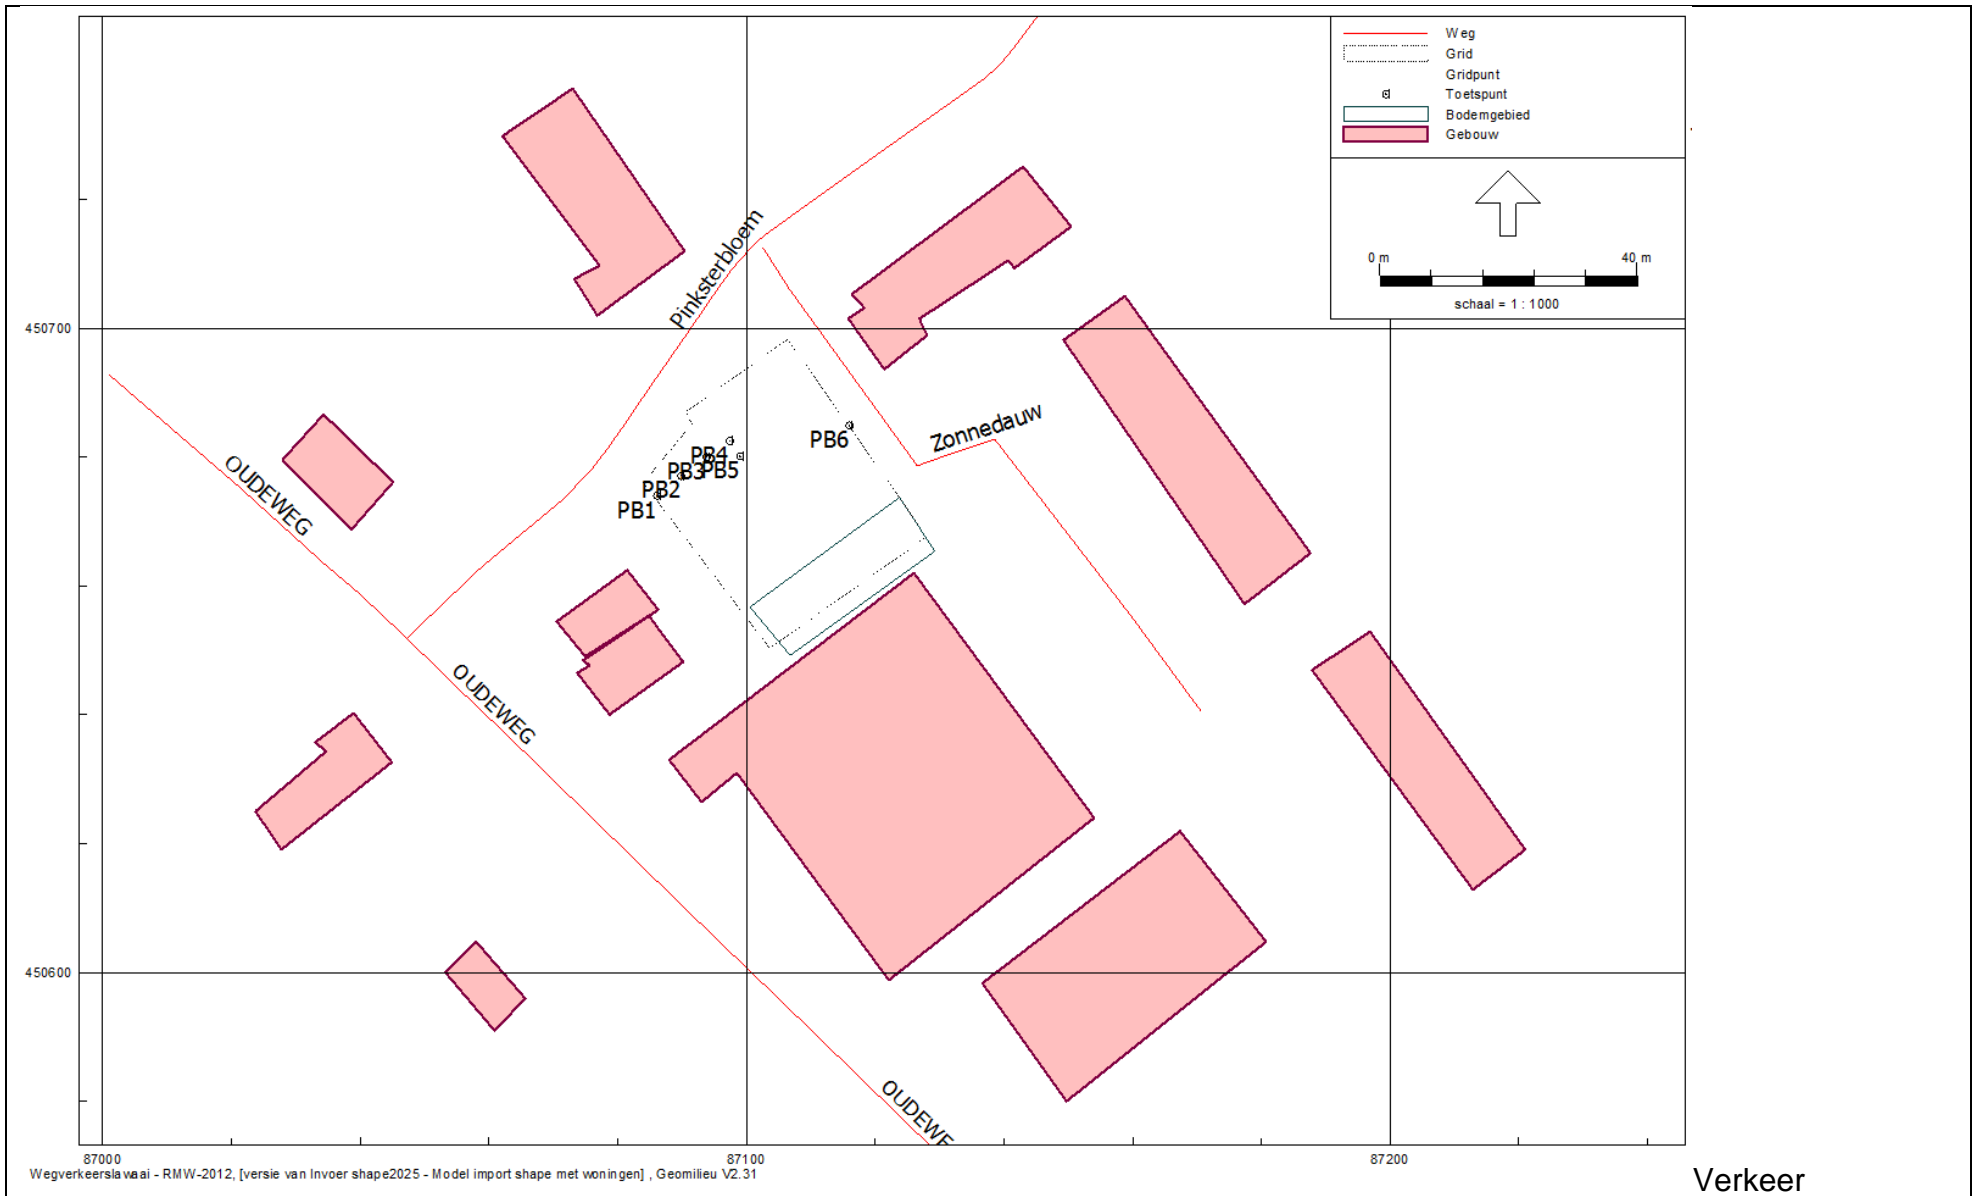 Weg
Grid
Gridpunt
Toetspunt
Bodemgebied
Gebouw
0 m 40 m
schaal = 1 : 1000
Pinksterbloem
450700
Zonnedauw
PB6
PB4
PB3 PB5
PB2
PB1
OUDEWEG
OUDEWEG
450600
OUDEWE
87000 87100 87200
Wegverkeerslawaai - RMW-2012, [versie van Invoer shape2025 - Model import shape met woningen] , Geomilieu V2.31
Verkeer